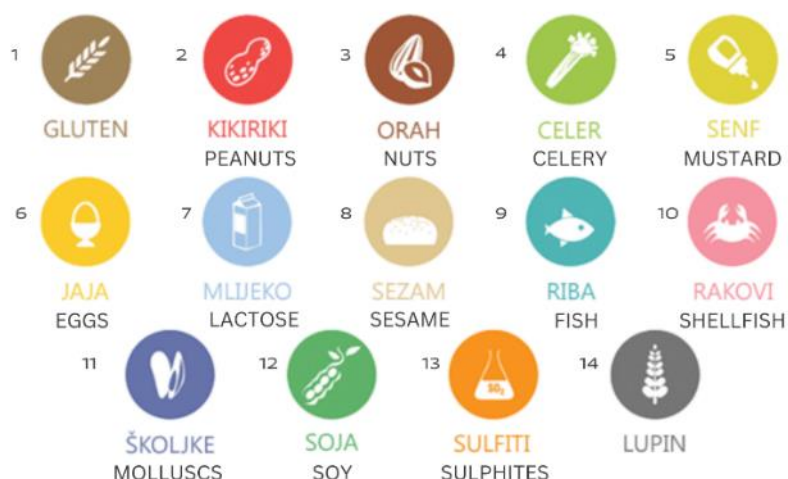 1 2 3 4 5
GLUTEN KIKIRIKI ORAH CELER SENF
PEANUTS NUTS CELERY MUSTARD
6 7 8 9 10
JAJA MLIJEKO SEZAM RIBA RAKOVI
EGGS LACTOSE SESAME FISH SHELLFISH
11 12 13 14
SO₂
ŠKOLJKE SOJA SULFITI LUPIN
MOLLUSCS SOY SULPHITES